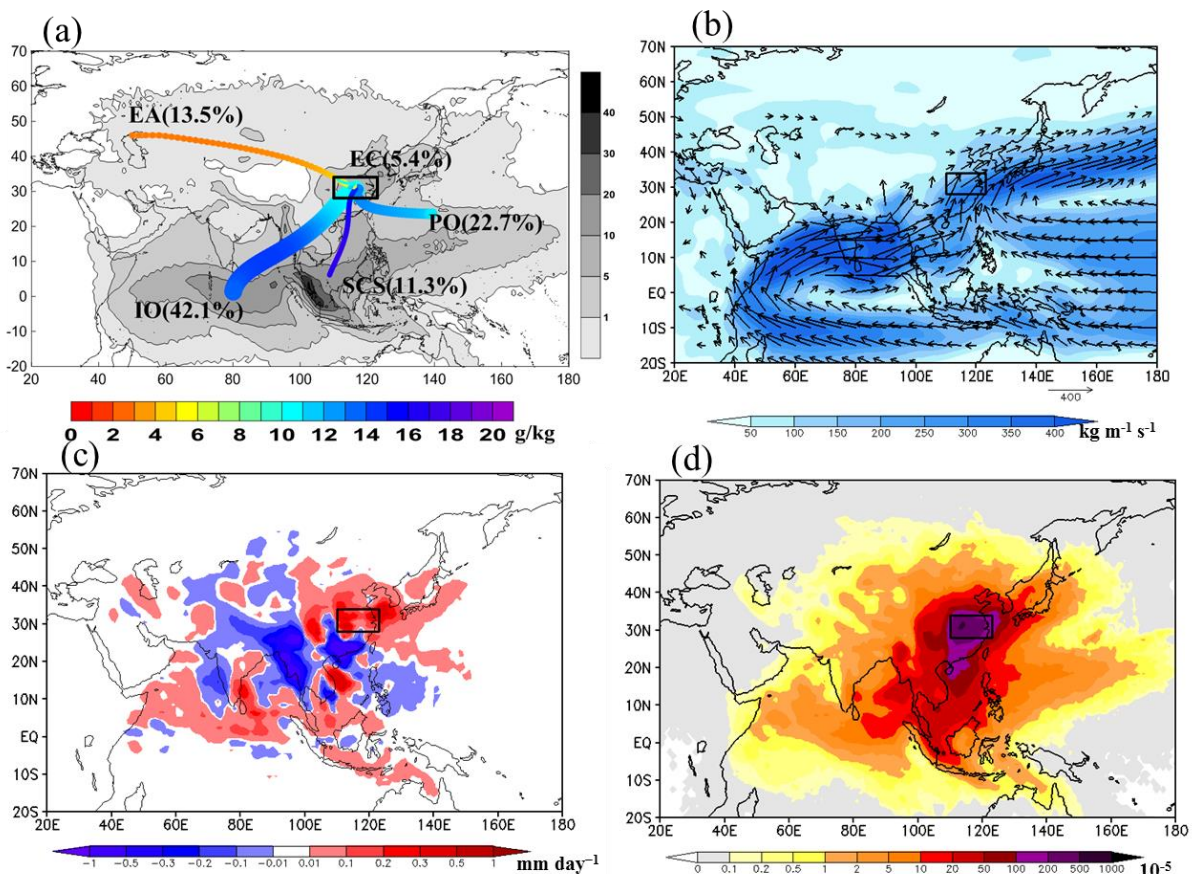 (a)
70
60
50
40
30
20
10
0
-10
-20
20 40 60 80 100 120 140 160 180
EA(13.5%)
EC(5.4%)
PO(22.7%)
SCS(11.3%)
IO(42.1%)
40
30
20
10
5
1
0 2 4 6 8 10 12 14 16 18 20 g/kg
(b)
70N
60N
50N
40N
30N
20N
10N
EQ
10S
20S
20E 40E 60E 80E 100E 120E 140E 160E 180
400
50 100 150 200 250 300 350 400 kg m⁻¹ s⁻¹
(c)
70N
60N
50N
40N
30N
20N
10N
EQ
10S
20S
20E 40E 60E 80E 100E 120E 140E 160E 180
−1 −0.5 −0.3 −0.2 −0.1 −0.01 0.01 0.1 0.2 0.3 0.5 1 mm day⁻¹
(d)
70N
60N
50N
40N
30N
20N
10N
EQ
10S
20S
20E 40E 60E 80E 100E 120E 140E 160E 180
0 0.1 0.2 0.5 1 2 5 10 20 50 100 200 500 1000 10⁻⁵